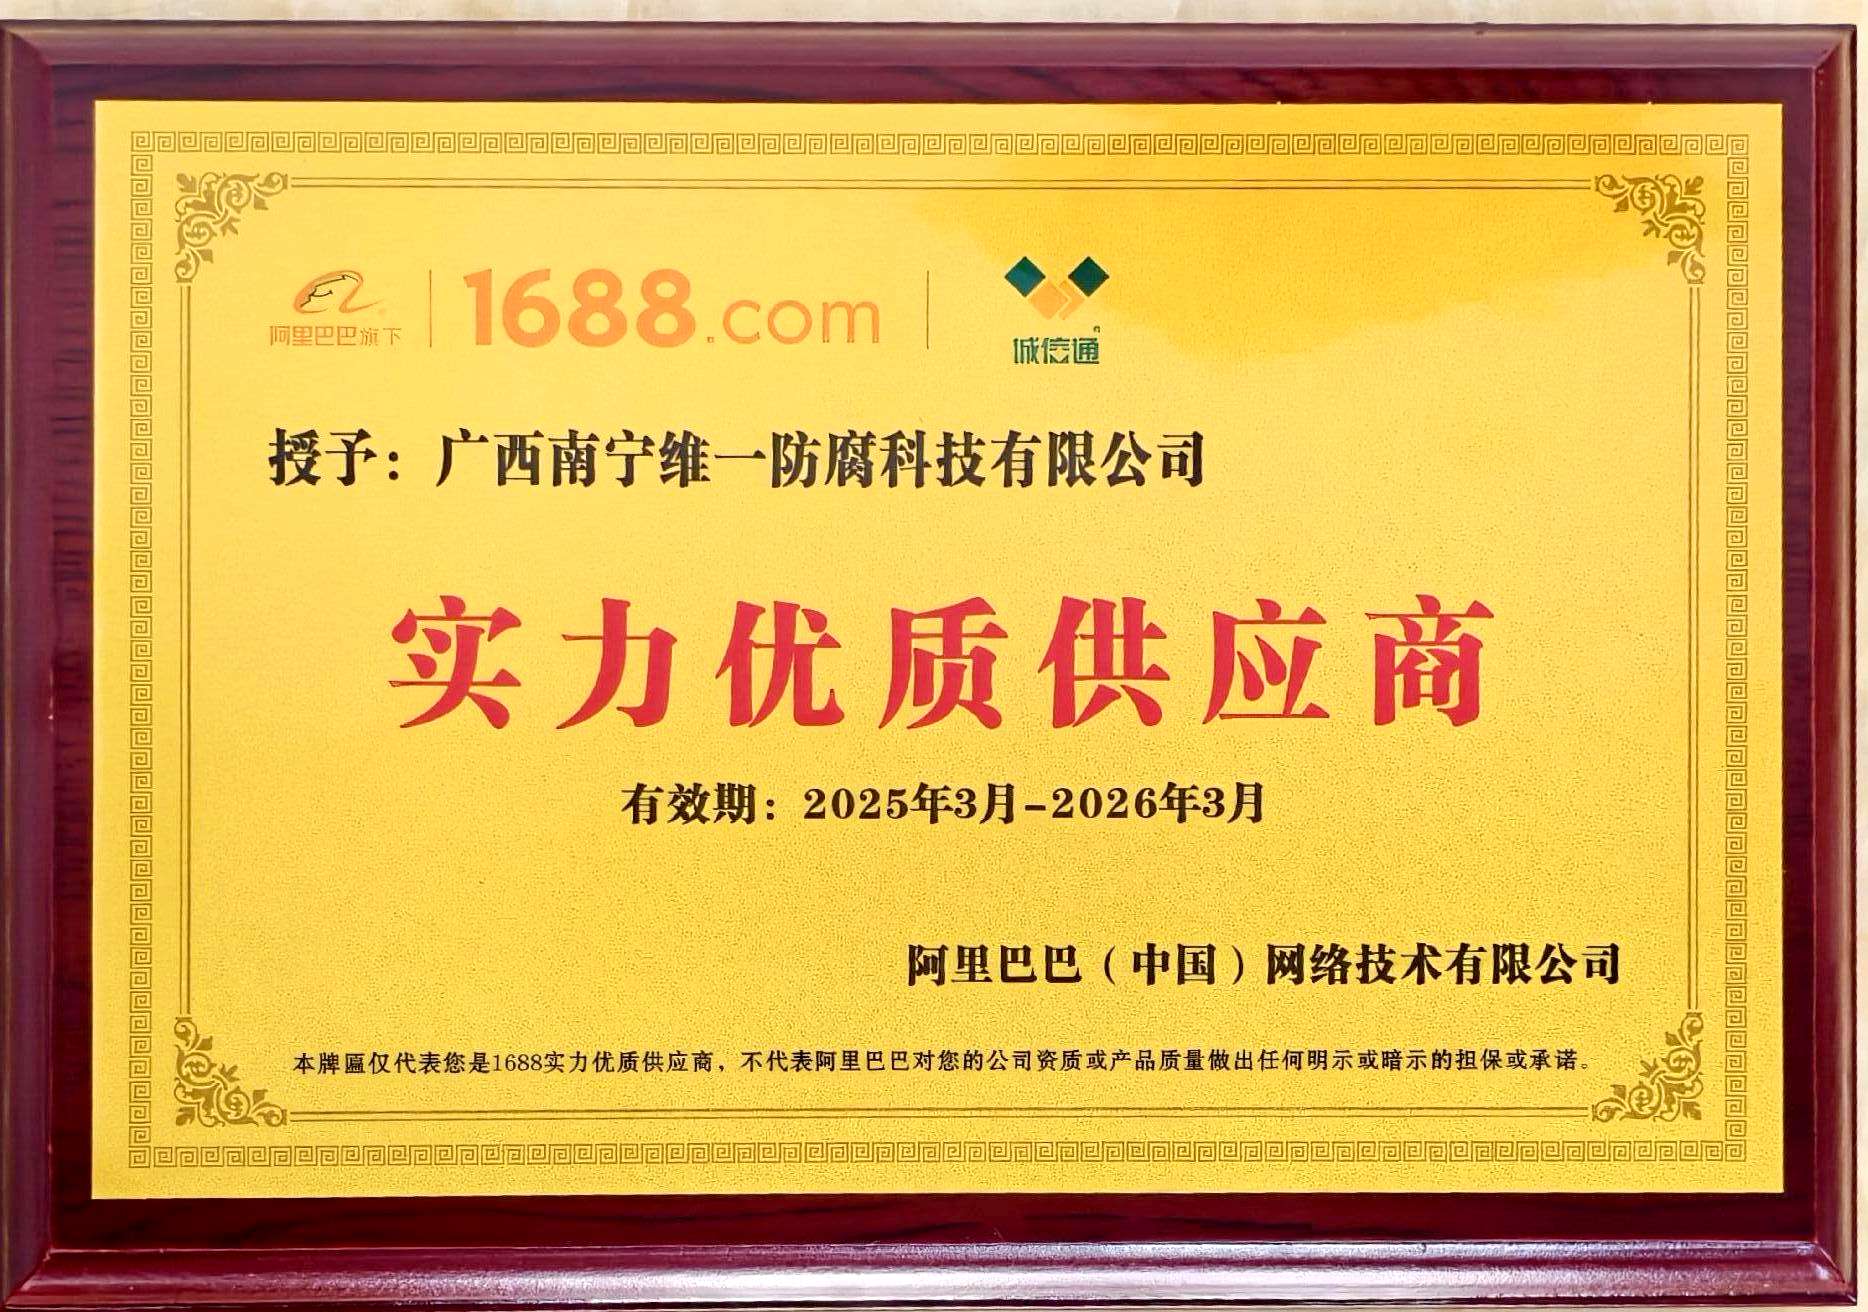 阿里巴巴旗下 1688.com 诚信通
授予：广西南宁维一防腐科技有限公司
实力优质供应商
有效期：2025年3月-2026年3月
阿里巴巴（中国）网络技术有限公司
本牌匾仅代表您是1688实力优质供应商，不代表阿里巴巴对您的公司资质或产品质量做出任何明示或暗示的担保或承诺。